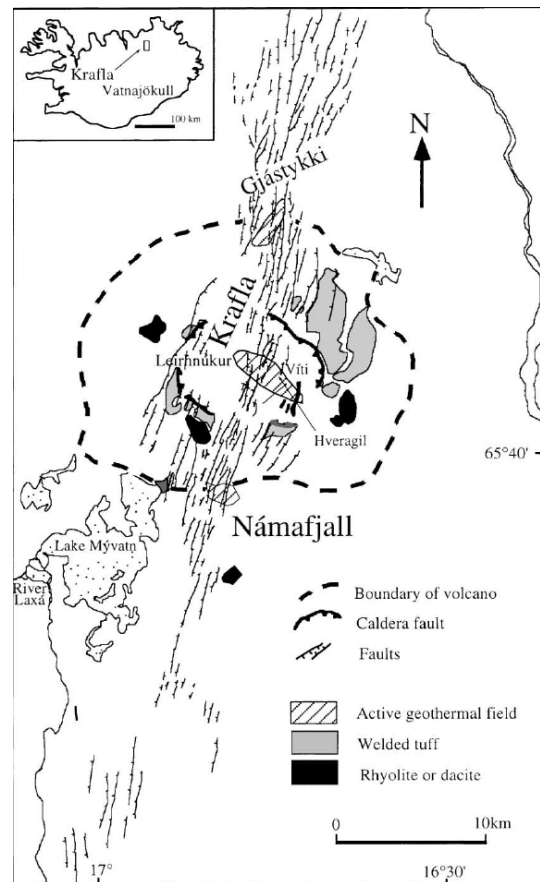 Krafla
Vatnajökull
100 km
N
Gjástykki
Krafla
Leirhnúkur
Víti
Hveragil
65°40'
Námafjall
Lake Mývatn
River
Laxá
Boundary of volcano
Caldera fault
Faults
Active geothermal field
Welded tuff
Rhyolite or dacite
0
10km
17°
16°30'